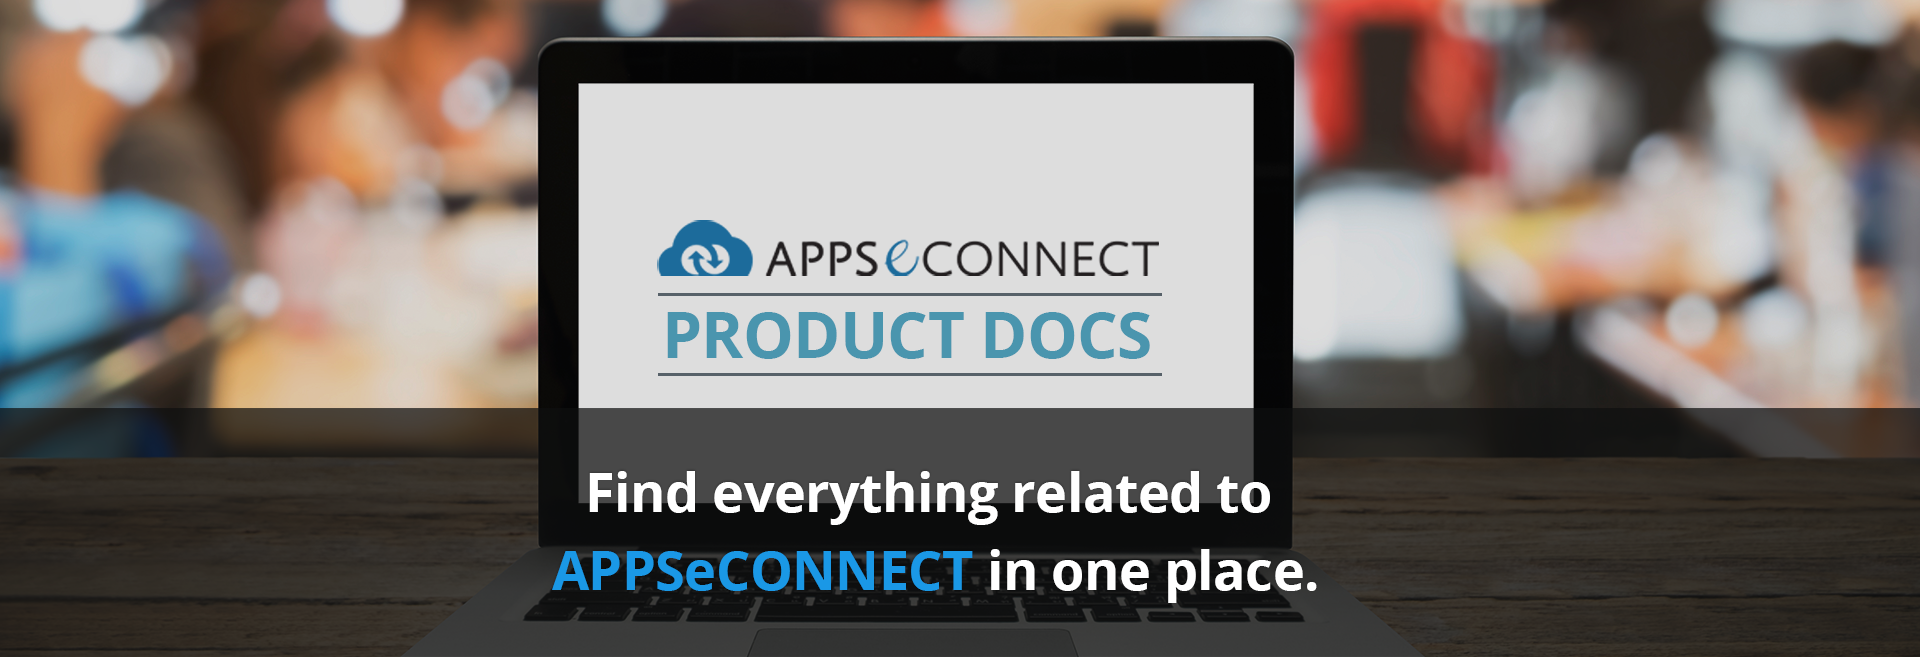 APPSeCONNECT
PRODUCT DOCS
Find everything related to
APPSeCONNECT in one place.